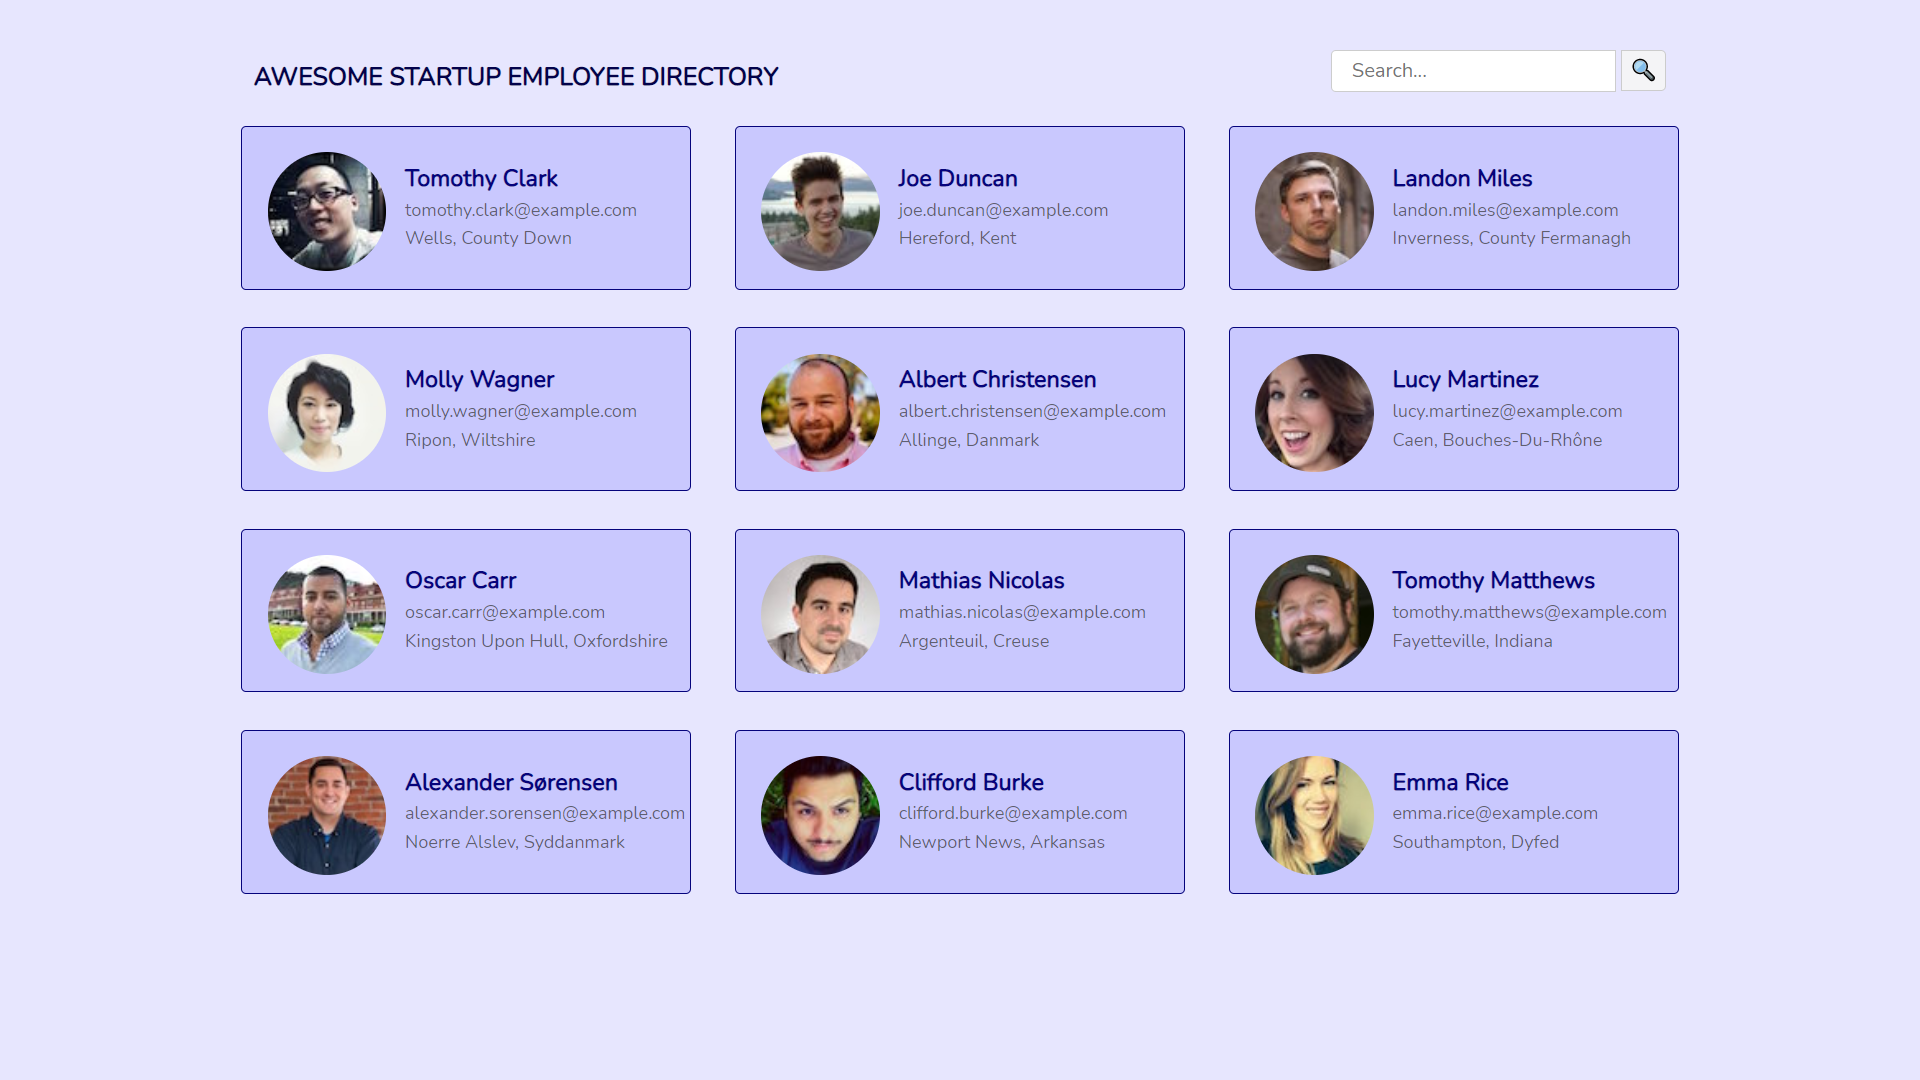 AWESOME STARTUP EMPLOYEE DIRECTORY
Search...
Tomothy Clark
tomothy.clark@example.com
Wells, County Down
Joe Duncan
joe.duncan@example.com
Hereford, Kent
Landon Miles
landon.miles@example.com
Inverness, County Fermanagh
Molly Wagner
molly.wagner@example.com
Ripon, Wiltshire
Albert Christensen
albert.christensen@example.com
Allinge, Danmark
Lucy Martinez
lucy.martinez@example.com
Caen, Bouches-Du-Rhône
Oscar Carr
oscar.carr@example.com
Kingston Upon Hull, Oxfordshire
Mathias Nicolas
mathias.nicolas@example.com
Argenteuil, Creuse
Tomothy Matthews
tomothy.matthews@example.com
Fayetteville, Indiana
Alexander Sørensen
alexander.sorensen@example.com
Noerre Alslev, Syddanmark
Clifford Burke
clifford.burke@example.com
Newport News, Arkansas
Emma Rice
emma.rice@example.com
Southampton, Dyfed